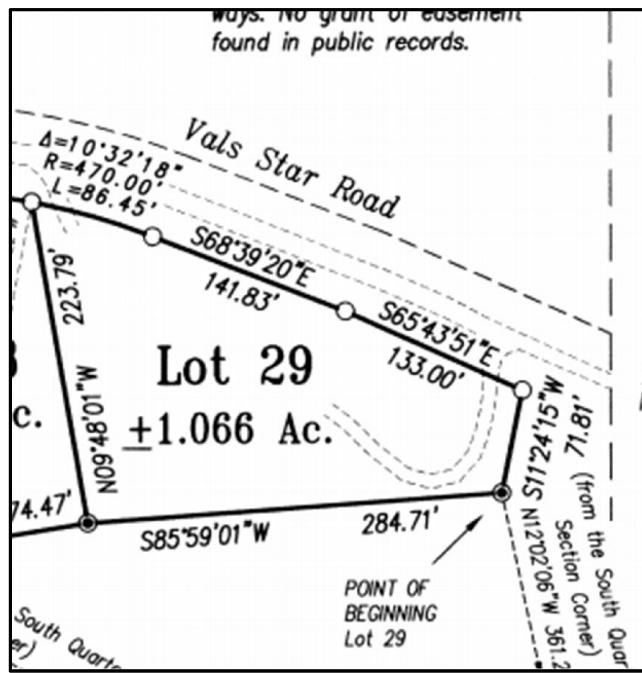 ways. No grant of easement
found in public records.
Vals Star Road
Δ=10°32'18"
R=470.00'
L=86.45'
S68°39'20"E
141.83'
S65°43'51"E
133.00'
223.79'
N09°48'01"W
Lot 29
±1.066 Ac.
c.
74.47'
S85°59'01"W
284.71'
S11°24'15"W
71.81'
N12°02'06"W 361.2
(from the South Quar
Section Corner)
POINT OF
BEGINNING
Lot 29
South Quarte
er)